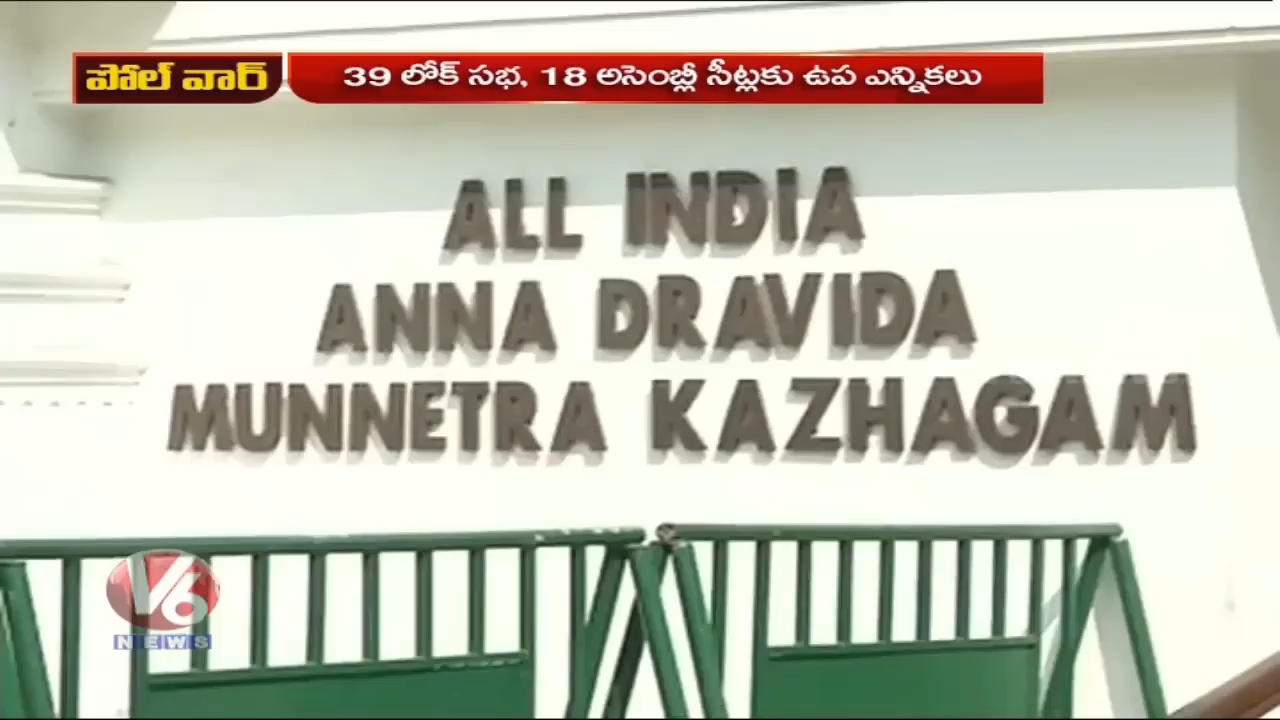 పోల్ వార్
39 లోక్ సభ, 18 అసెంబ్లీ సీట్లకు ఉప ఎన్నికలు
ALL INDIA
ANNA DRAVIDA
MUNNETRA KAZHAGAM
V6
NEWS